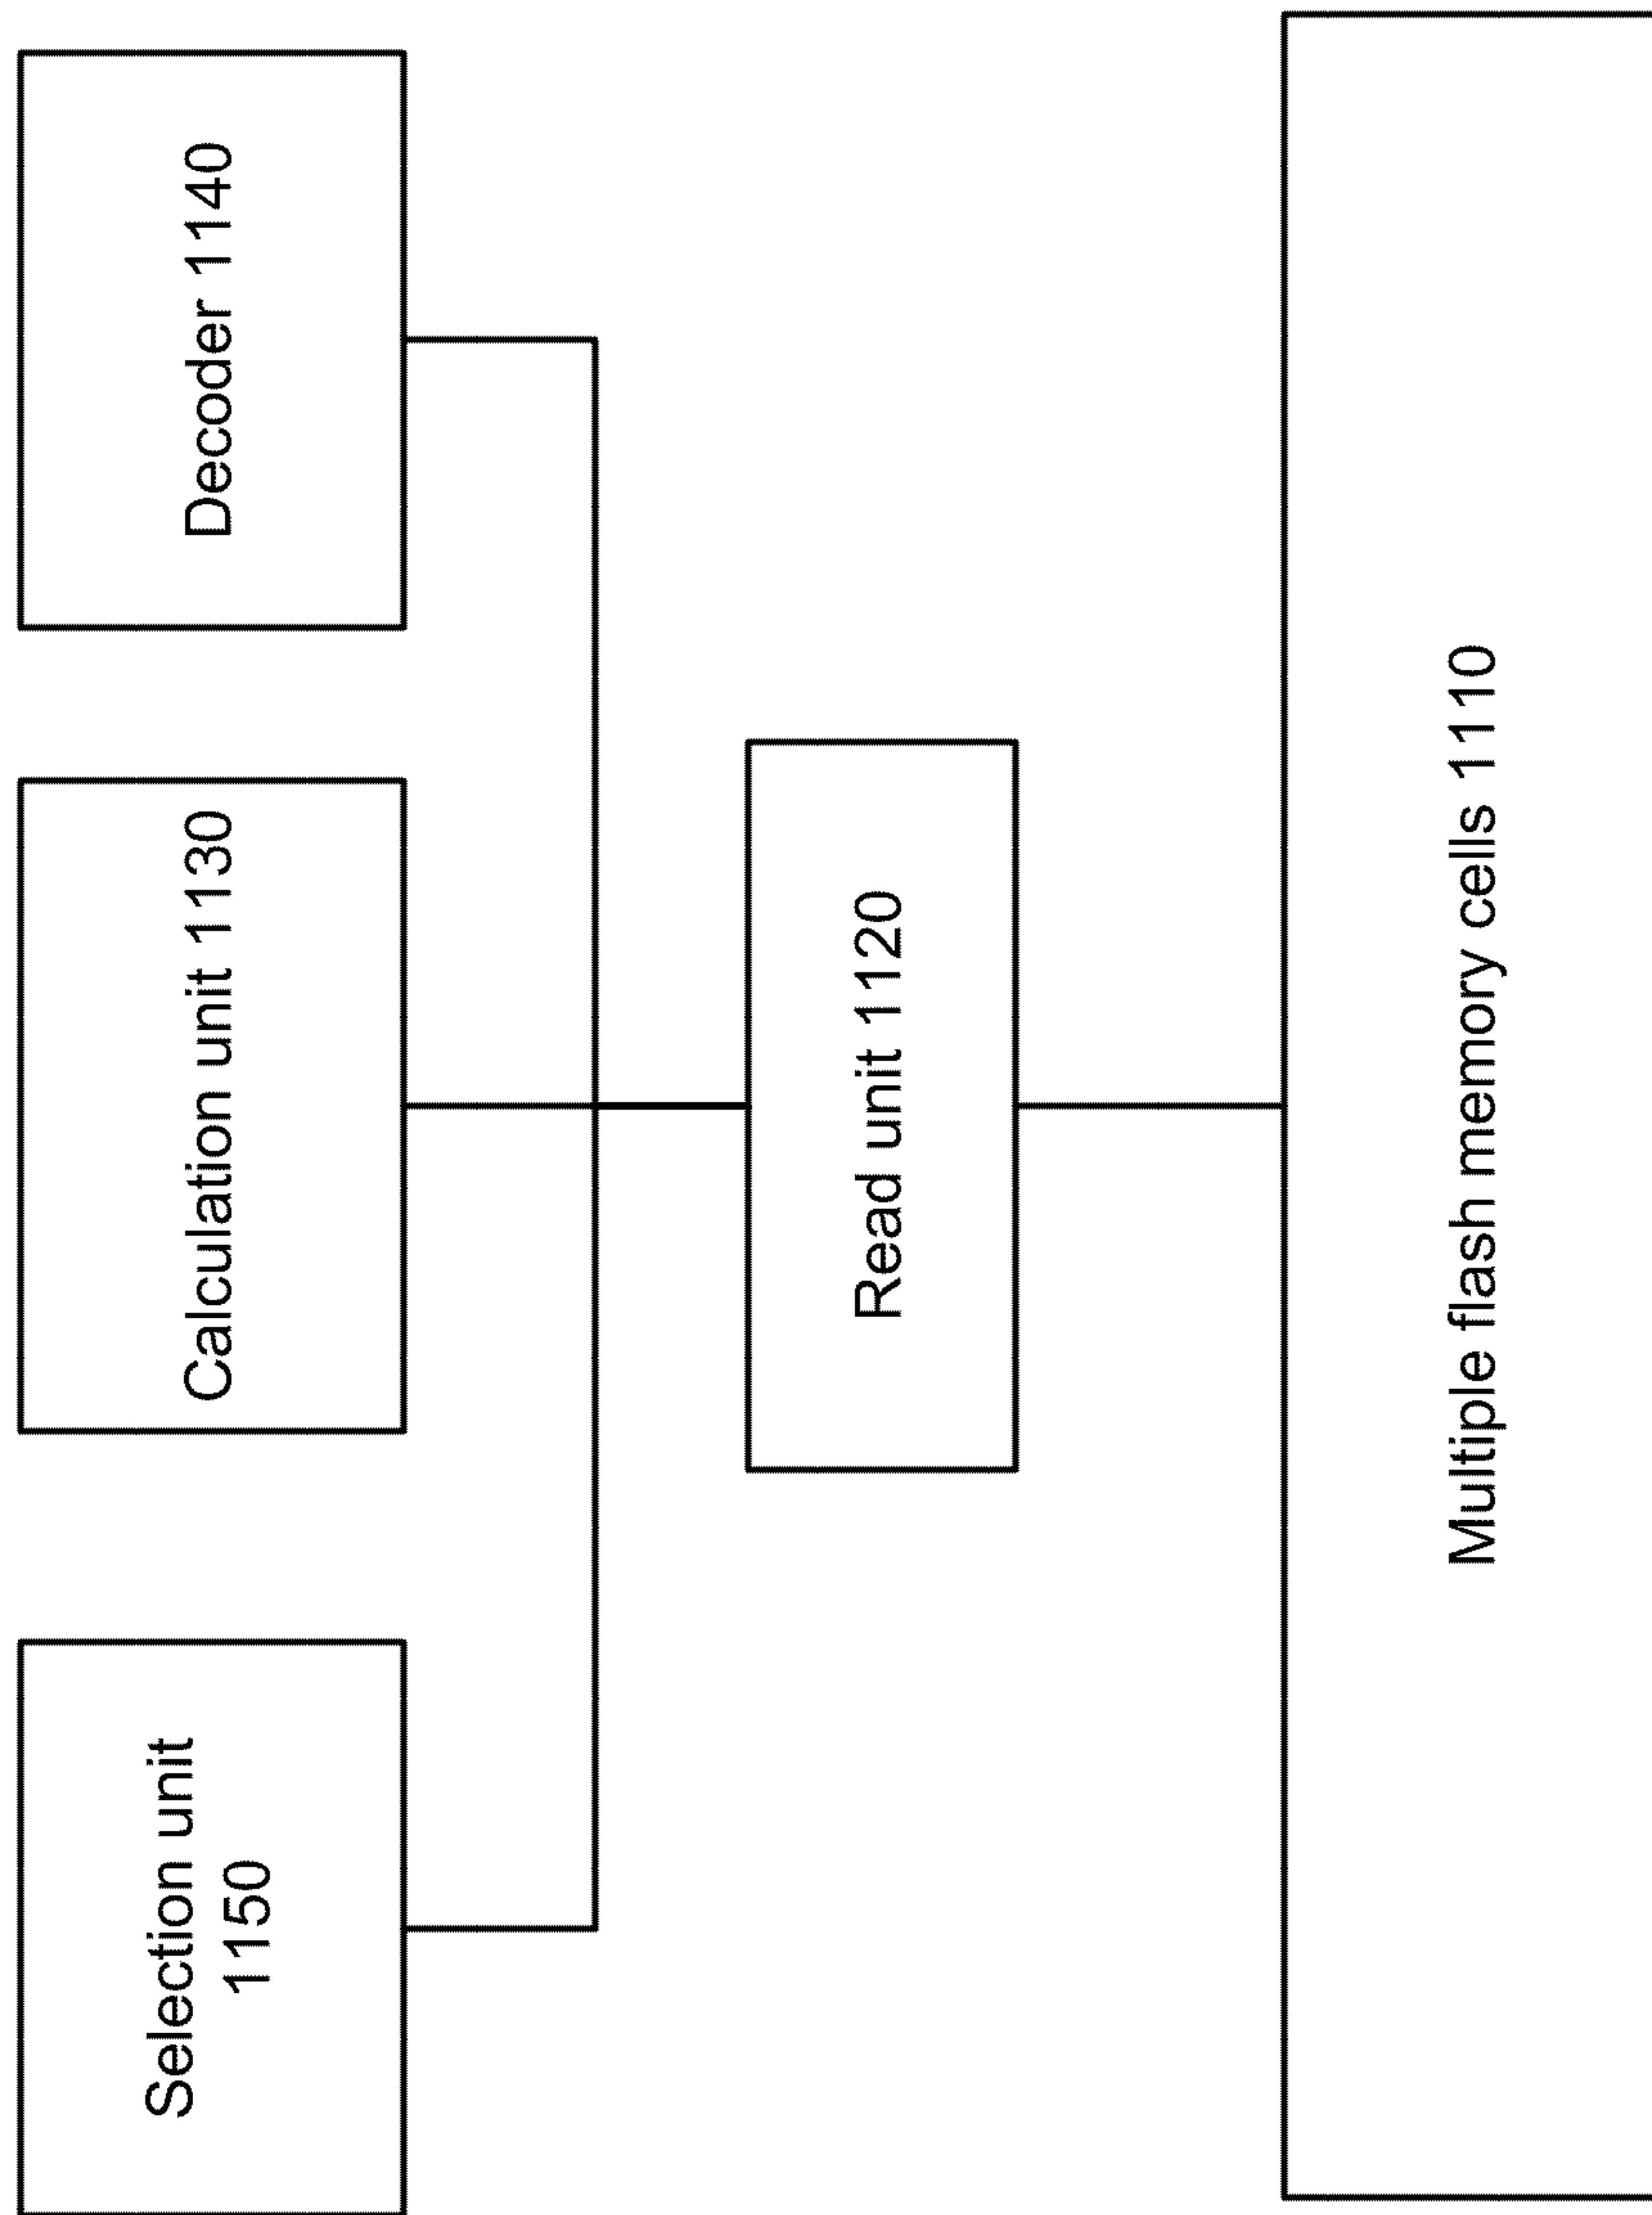 Selection unit
1150
Calculation unit 1130
Decoder 1140
Read unit 1120
Multiple flash memory cells 1110